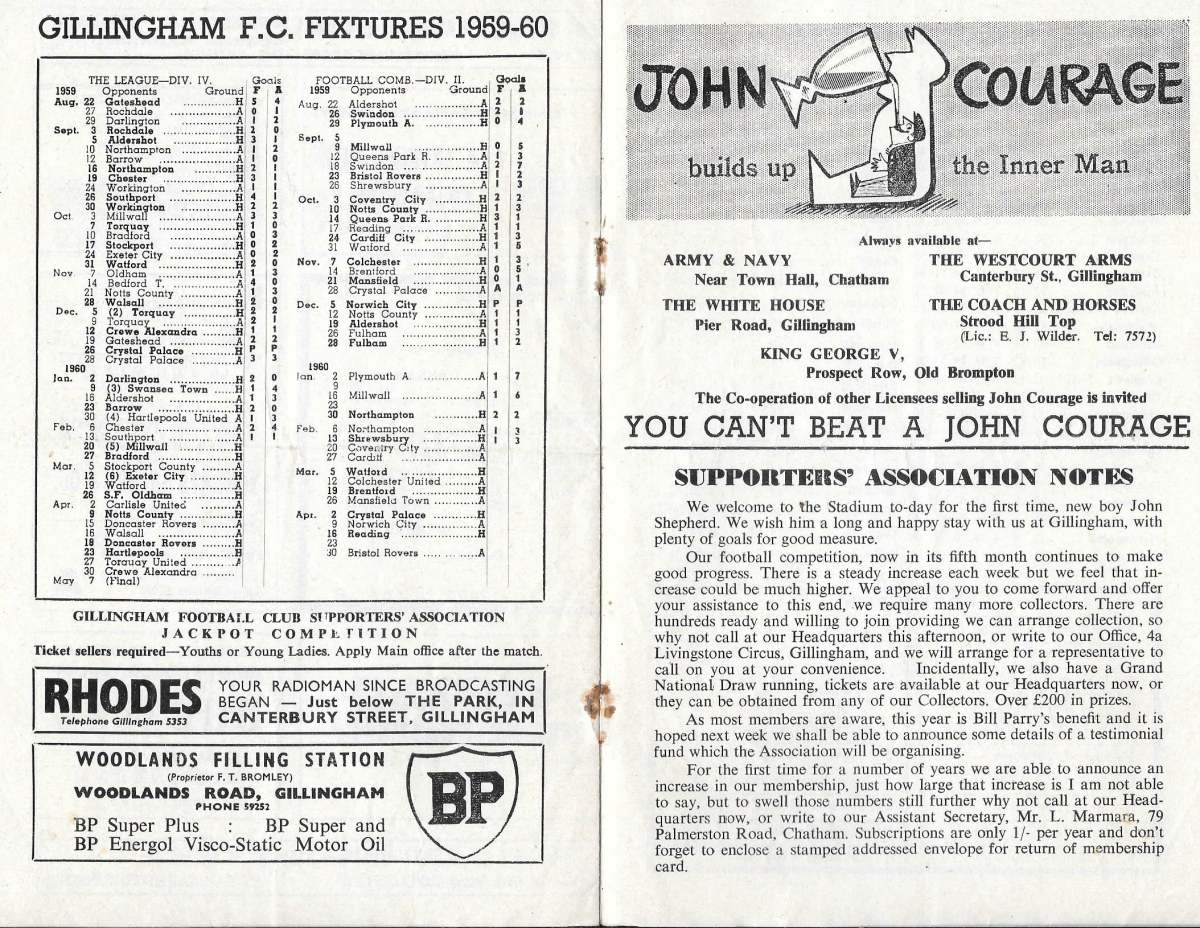 GILLINGHAM F.C. FIXTURES 1959-60
THE LEAGUE—DIV. IV. Goals
1959 Opponents Ground F A
Aug. 22 Gateshead ............H 5 4
27 Rochdale ............A 0 1
29 Darlington ............A 1 2
Sept. 3 Rochdale ............H 2 0
5 Aldershot ............H 3 1
10 Northampton ............A 1 2
12 Barrow ............A 1 0
16 Northampton ............H 2 1
19 Chester ............H 3 1
24 Workington ............A 1 1
26 Southport ............H 4 1
30 Workington ............H 2 2
Oct. 3 Millwall ............A 3 3
7 Torquay ............H 1 0
10 Bradford ............A 0 3
17 Stockport ............H 0 2
24 Exeter City ............A 0 2
31 Watford ............H 2 0
Nov 7 Oldham ............A 1 3
14 Bedford T. ............A 4 0
21 Notts County ............A 1 3
28 Walsall ............H 2 0
Dec. 5 (2) Torquay ............H 2 2
9 Torquay ............A 2 1
12 Crewe Alexandra ............H 1 1
19 Gateshead ............A 2 2
26 Crystal Palace ............H P P
28 Crystal Palace ............A 3 3
1960
Jan. 2 Darlington ............H 2 0
9 (3) Swansea Town ......H 1 4
16 Aldershot ............A 1 3
23 Barrow ............H 2 0
30 (4) Hartlepools United A 1 3
Feb. 6 Chester ............A 2 4
13 Southport ............A 1 1
20 (5) Millwall ............H
27 Bradford ............H
Mar. 5 Stockport County .........A
12 (6) Exeter City .........H
19 Watford ............A
26 S.F. Oldham ............H
Apr. 2 Carlisle United .........A
9 Notts County ............H
15 Doncaster Rovers .........A
16 Walsall ............A
18 Doncaster Rovers .........H
23 Hartlepools ............H
27 Torquay United ............A
30 Crewe Alexandra .........
May 7 (Final)
FOOTBALL COMB.—DIV. II. Goals
1959 Opponents Ground F A
Aug. 22 Aldershot ............A 2 2
26 Swindon ............H 2 1
29 Plymouth A. ............H 0 4
Sept. 5
9 Millwall ............H 0 5
12 Queens Park R. ............A 1 3
16 Swindon ............A 2 7
23 Bristol Rovers ............H 1 2
26 Shrewsbury ............A 1 3
Oct. 3 Coventry City ............H 2 2
10 Notts County ............H 1 3
14 Queens Park R. ............H 3 1
17 Reading ............A 1 1
24 Cardiff City ............H 1 3
31 Watford ............A 1 5
Nov. 7 Colchester ............H 1 3
14 Brentford ............A 0 5
21 Mansfield ............H 0 1
28 Crystal Palace ............A A A
Dec. 5 Norwich City ............H P P
12 Notts County ............A 1 1
19 Aldershot ............H 1 1
26 Fulham ............A 1 3
28 Fulham ............H 1 2
1960
Jan. 2 Plymouth A. ............A 1 7
9
16 Millwall ............A 1 6
23
30 Northampton ............H 2 2
Feb. 6 Northampton ............A 1 3
13 Shrewsbury ............H 1 3
20 Coventry City ............A
27 Cardiff ............A
Mar. 5 Watford ............H
12 Colchester United .........A
19 Brentford ............H
26 Mansfield Town ............A
Apr. 2 Crystal Palace ............H
9 Norwich City ............A
16 Reading ............H
23
30 Bristol Rovers ............A
GILLINGHAM FOOTBALL CLUB SUPPORTERS' ASSOCIATION
JACKPOT COMPETITION
Ticket sellers required—Youths or Young Ladies. Apply Main office after the match.
RHODES
Telephone Gillingham 5353
YOUR RADIOMAN SINCE BROADCASTING
BEGAN — Just below THE PARK, IN
CANTERBURY STREET, GILLINGHAM
WOODLANDS FILLING STATION
(Proprietor F. T. BROMLEY)
WOODLANDS ROAD, GILLINGHAM
PHONE 59252
BP Super Plus : BP Super and
BP Energol Visco-Static Motor Oil
BP
JOHN COURAGE
builds up the Inner Man
Always available at—
ARMY & NAVY
Near Town Hall, Chatham
THE WESTCOURT ARMS
Canterbury St., Gillingham
THE WHITE HOUSE
Pier Road, Gillingham
THE COACH AND HORSES
Strood Hill Top
(Lic.: E. J. Wilder. Tel: 7572)
KING GEORGE V,
Prospect Row, Old Brompton
The Co-operation of other Licensees selling John Courage is invited
YOU CAN'T BEAT A JOHN COURAGE
SUPPORTERS' ASSOCIATION NOTES
We welcome to the Stadium to-day for the first time, new boy John
Shepherd. We wish him a long and happy stay with us at Gillingham, with
plenty of goals for good measure.
Our football competition, now in its fifth month continues to make
good progress. There is a steady increase each week but we feel that in-
crease could be much higher. We appeal to you to come forward and offer
your assistance to this end, we require many more collectors. There are
hundreds ready and willing to join providing we can arrange collection, so
why not call at our Headquarters this afternoon, or write to our Office, 4a
Livingstone Circus, Gillingham, and we will arrange for a representative to
call on you at your convenience. Incidentally, we also have a Grand
National Draw running, tickets are available at our Headquarters now, or
they can be obtained from any of our Collectors. Over £200 in prizes.
As most members are aware, this year is Bill Parry's benefit and it is
hoped next week we shall be able to announce some details of a testimonial
fund which the Association will be organising.
For the first time for a number of years we are able to announce an
increase in our membership, just how large that increase is I am not able
to say, but to swell those numbers still further why not call at our Head-
quarters now, or write to our Assistant Secretary, Mr. L. Marmara, 79
Palmerston Road, Chatham. Subscriptions are only 1/- per year and don't
forget to enclose a stamped addressed envelope for return of membership
card.